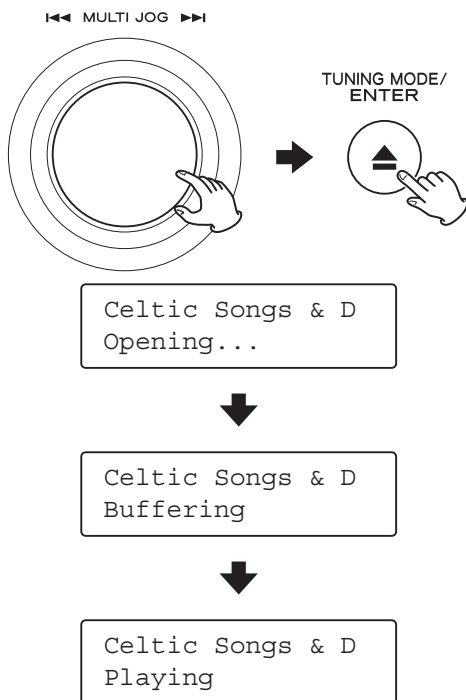 MULTI JOG
TUNING MODE/
ENTER
Celtic Songs & D
Opening...
Celtic Songs & D
Buffering
Celtic Songs & D
Playing